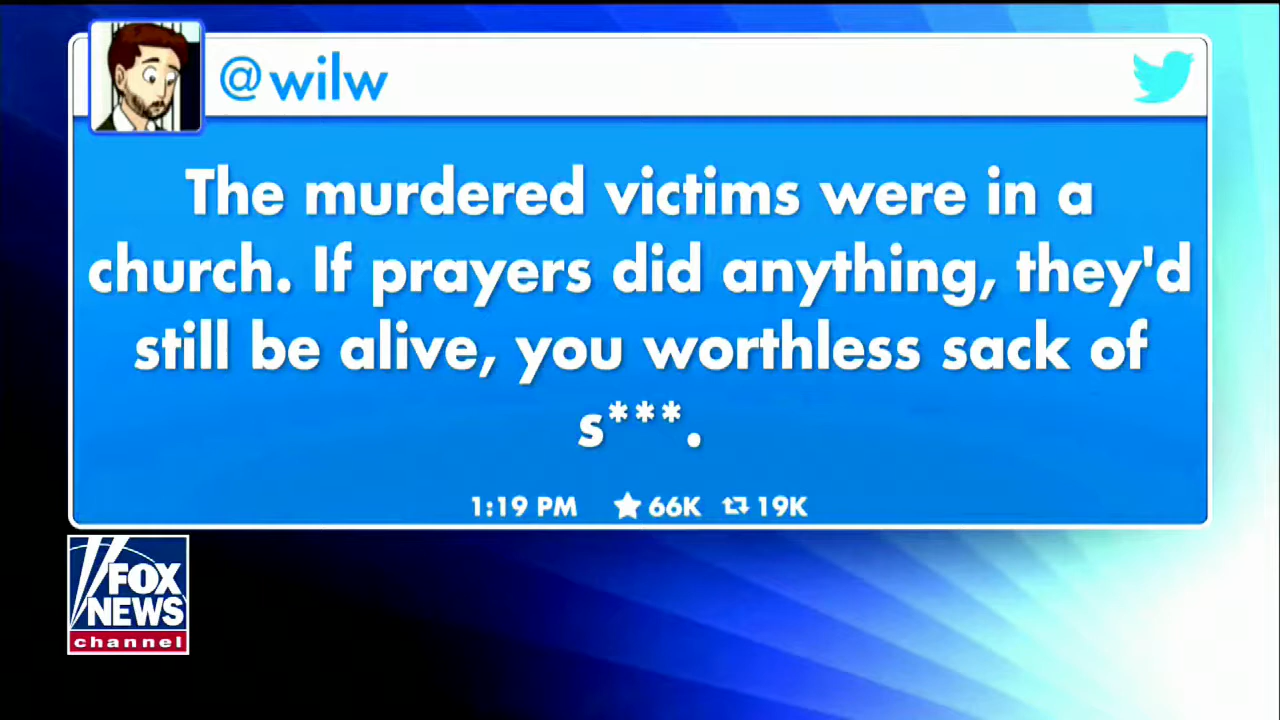 @wilw
The murdered victims were in a
church. If prayers did anything, they'd
still be alive, you worthless sack of
s***.
1:19 PM ★ 66K 19K
FOX
NEWS
channel